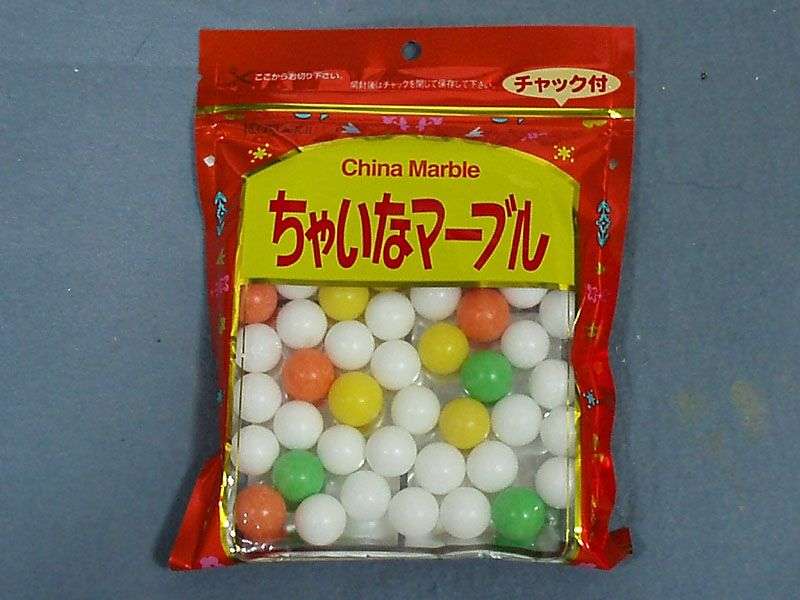 ここからお切り下さい。
開封後はチャックを閉じて保存して下さい。
チャック付
China Marble
ちゃいなマーブル